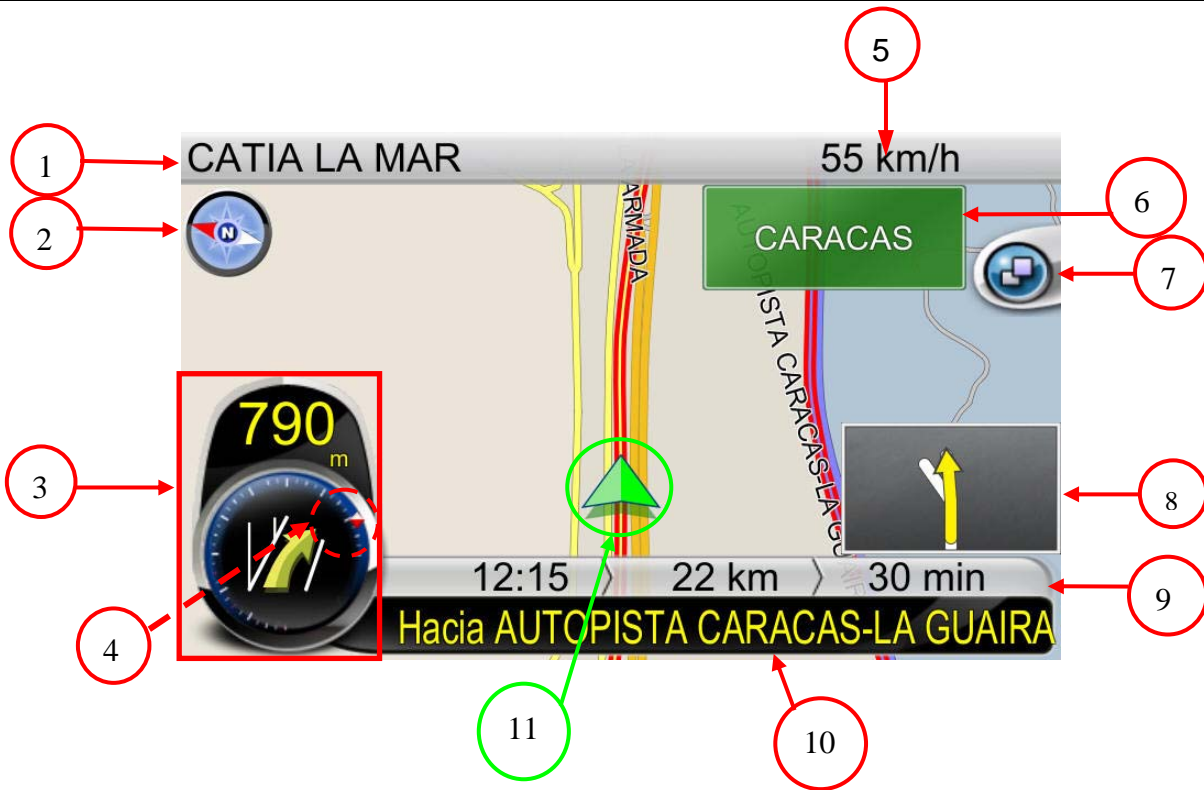 5
1
CATIA LA MAR
55 km/h
ARMADA
2
N
CARACAS
6
7
AUTOPISTA CARACAS-LA GUAIRA
790
m
3
8
12:15
22 km
30 min
9
4
Hacia AUTOPISTA CARACAS-LA GUAIRA
11
10